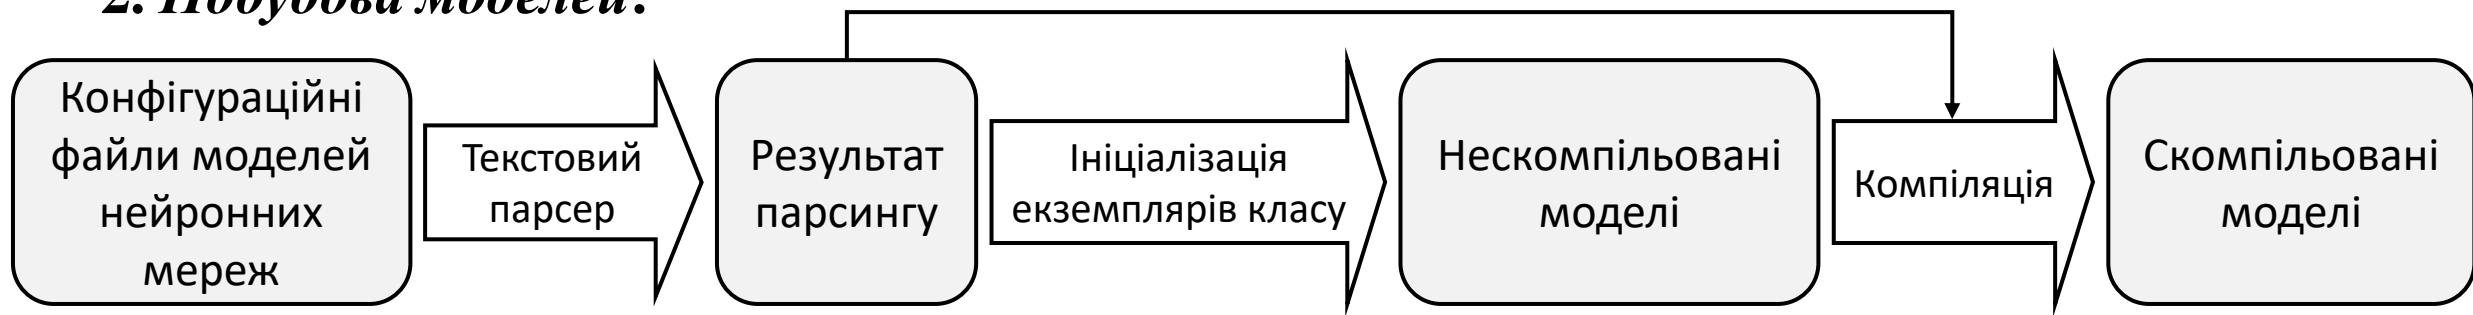 2. Побудова моделей:
Конфігураційні
файли моделей
нейронних
мереж
Текстовий
парсер
Результат
парсингу
Ініціалізація
екземплярів класу
Нескомпільовані
моделі
Компіляція
Скомпільовані
моделі